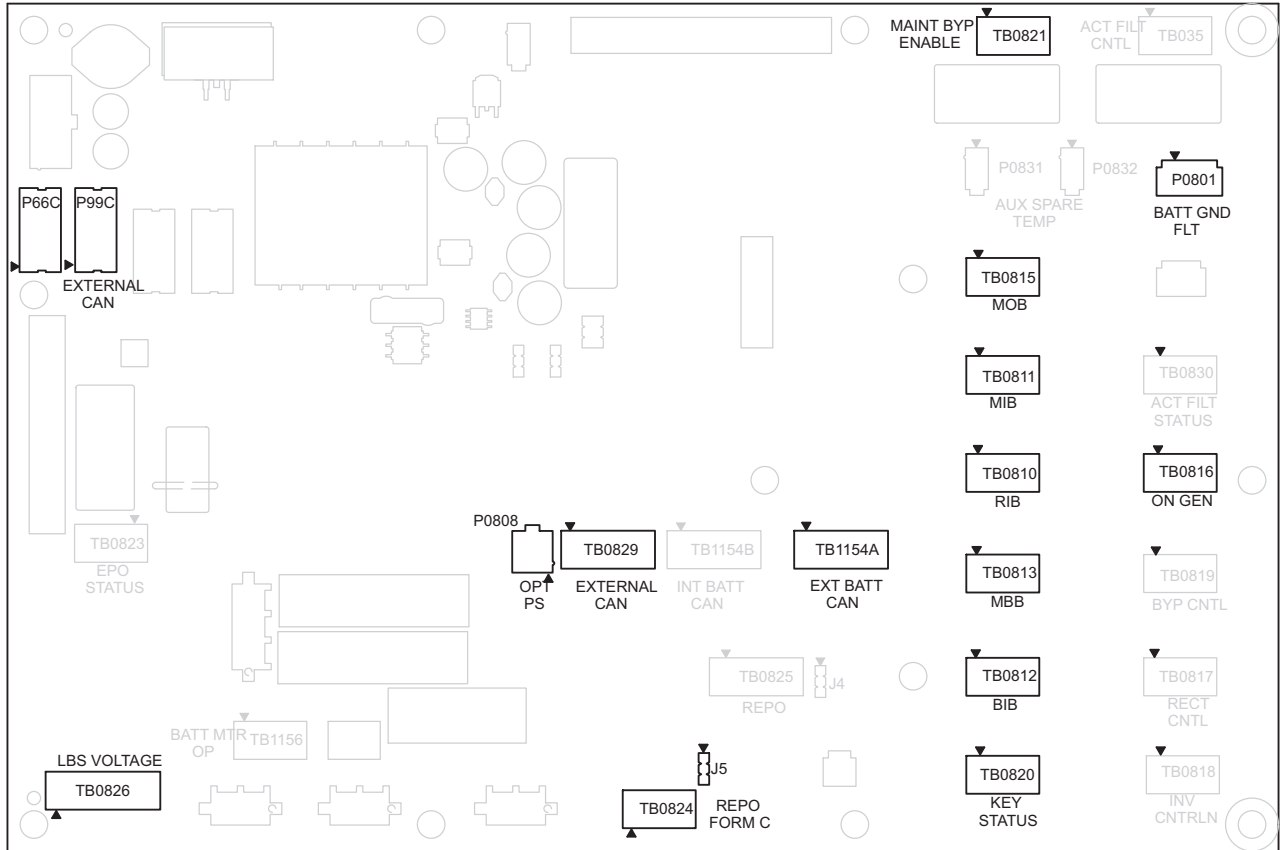 MAINT BYP
ENABLE
TB0821
ACT FILT
CNTL
TB035
P0831
P0832
AUX SPARE
TEMP
P0801
BATT GND
FLT
P66C
P99C
EXTERNAL
CAN
TB0815
MOB
TB0811
MIB
TB0830
ACT FILT
STATUS
TB0810
RIB
TB0816
ON GEN
TB0823
EPO
STATUS
P0808
OPT
PS
TB0829
EXTERNAL
CAN
TB1154B
INT BATT
CAN
TB1154A
EXT BATT
CAN
TB0813
MBB
TB0819
BYP CNTL
TB0825
REPO
J4
TB0812
BIB
TB0817
RECT
CNTL
BATT MTR
OP
TB1156
LBS VOLTAGE
TB0826
J5
TB0824
REPO
FORM C
TB0820
KEY
STATUS
TB0818
INV
CNTRLN